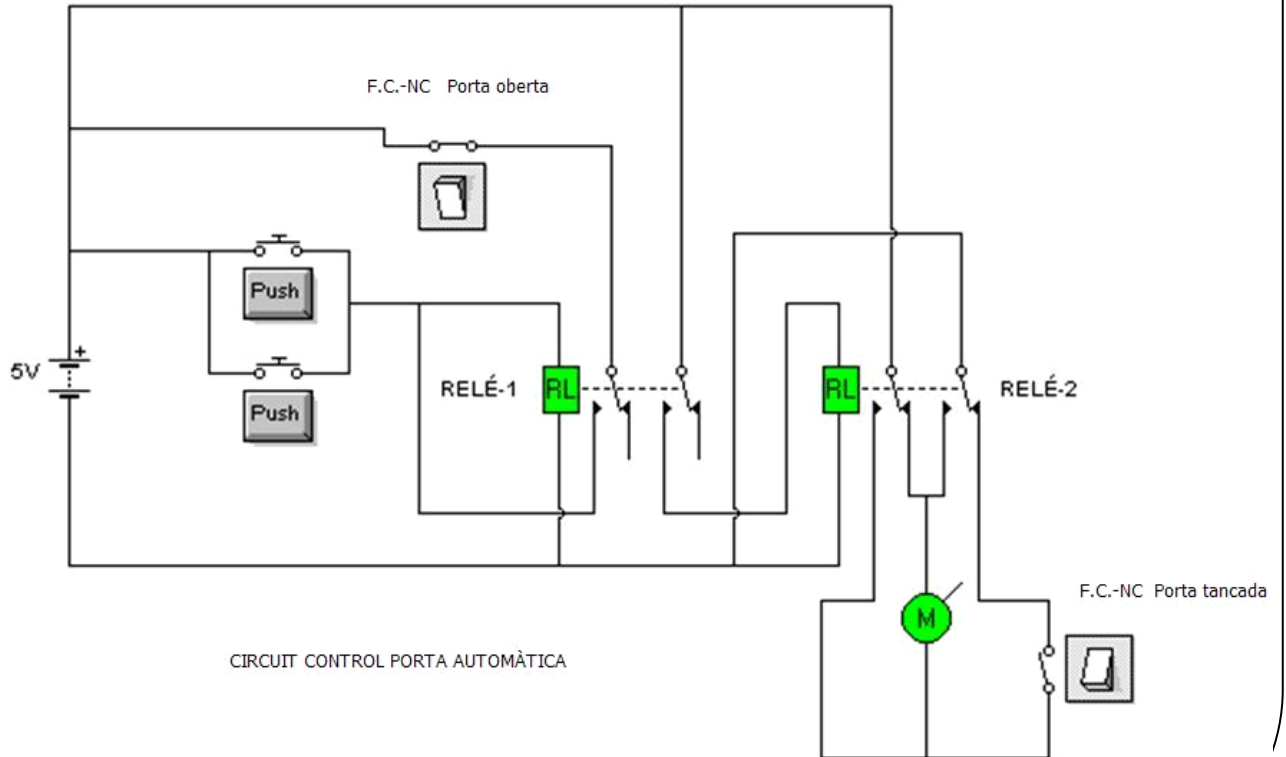 F.C.-NC Porta oberta
Push
5V
+
RELÉ-1
RL
RL
RELÉ-2
Push
F.C.-NC Porta tancada
M
CIRCUIT CONTROL PORTA AUTOMÀTICA